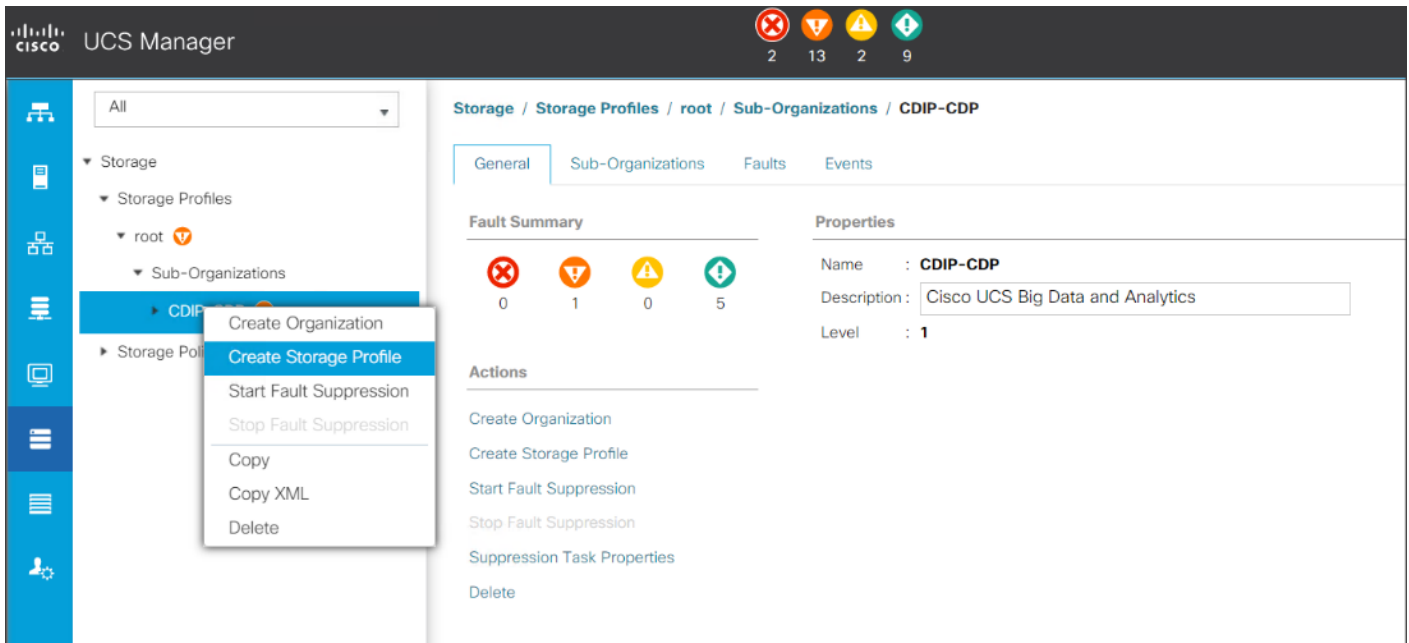 cisco UCS Manager
2 13 2 9
All
Storage / Storage Profiles / root / Sub-Organizations / CDIP-CDP
General Sub-Organizations Faults Events
Storage
Storage Profiles
root
Sub-Organizations
CDIP-CDP
Storage Poli
Create Organization
Create Storage Profile
Start Fault Suppression
Stop Fault Suppression
Copy
Copy XML
Delete
Fault Summary
0 1 0 5
Properties
Name : CDIP-CDP
Description : Cisco UCS Big Data and Analytics
Level : 1
Actions
Create Organization
Create Storage Profile
Start Fault Suppression
Stop Fault Suppression
Suppression Task Properties
Delete